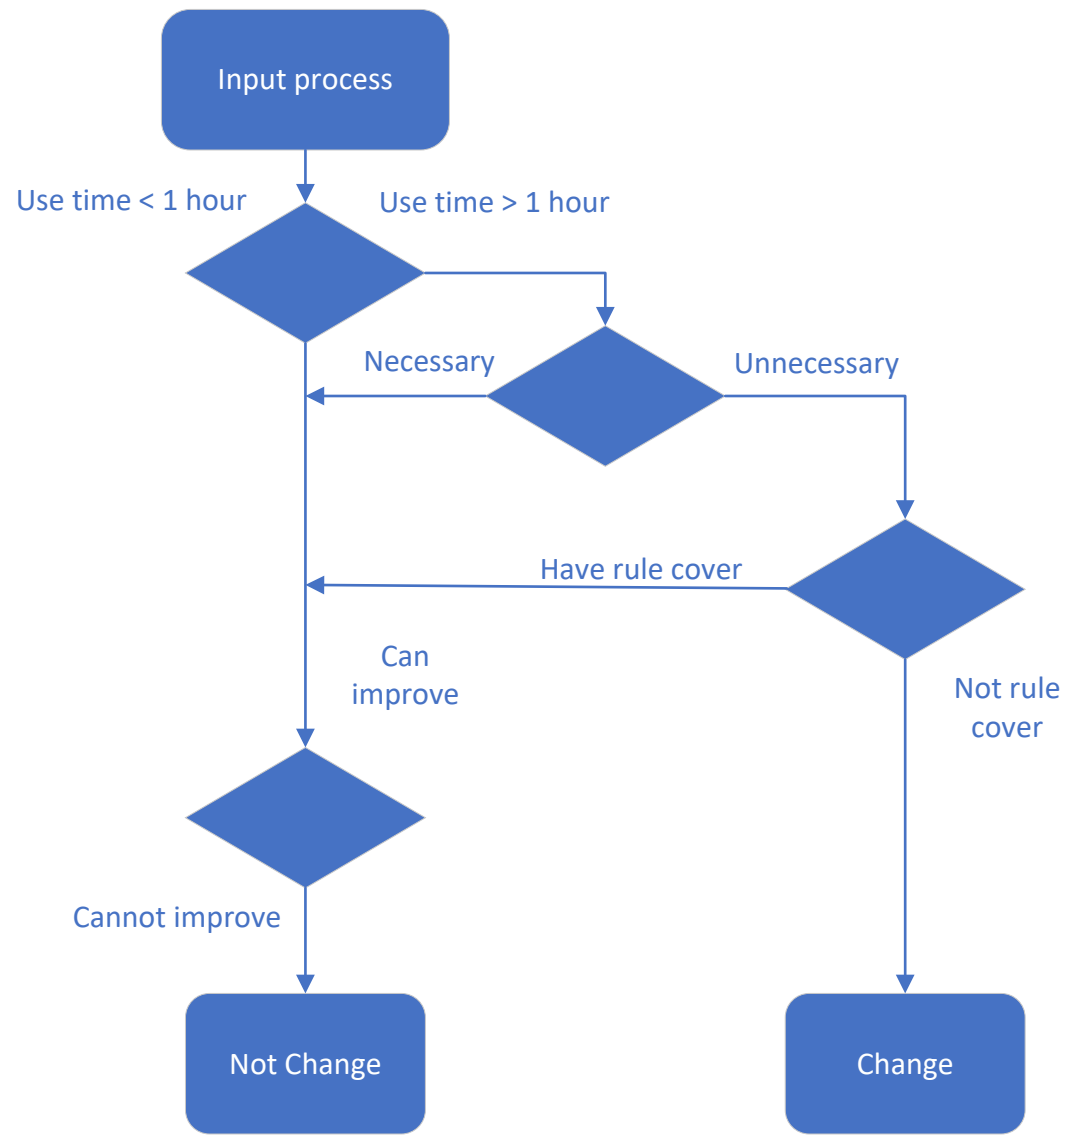 Input process
Use time < 1 hour
Use time > 1 hour
Necessary
Unnecessary
Have rule cover
Can
improve
Not rule
cover
Cannot improve
Not Change
Change